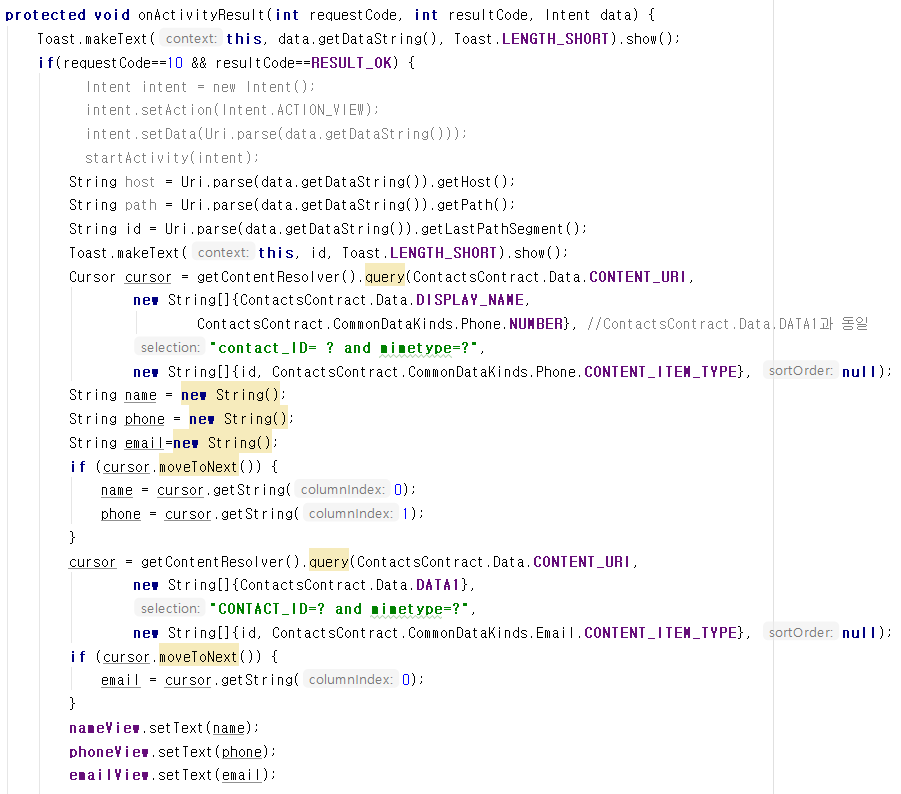 protected void onActivityResult(int requestCode, int resultCode, Intent data) {
Toast.makeText( context: this, data.getDataString(), Toast.LENGTH_SHORT).show();
if(requestCode==10 && resultCode==RESULT_OK) {
Intent intent = new Intent();
intent.setAction(Intent.ACTION_VIEW);
intent.setData(Uri.parse(data.getDataString()));
startActivity(intent);
String host = Uri.parse(data.getDataString()).getHost();
String path = Uri.parse(data.getDataString()).getPath();
String id = Uri.parse(data.getDataString()).getLastPathSegment();
Toast.makeText( context: this, id, Toast.LENGTH_SHORT).show();
Cursor cursor = getContentResolver().query(ContactsContract.Data.CONTENT_URI,
new String[]{ContactsContract.Data.DISPLAY_NAME,
ContactsContract.CommonDataKinds.Phone.NUMBER}, //ContactsContract.Data.DATA1과 동일
selection: "contact_ID= ? and mimetype=?",
new String[]{id, ContactsContract.CommonDataKinds.Phone.CONTENT_ITEM_TYPE}, sortOrder: null);
String name = new String();
String phone = new String();
String email=new String();
if (cursor.moveToNext()) {
name = cursor.getString( columnIndex: 0);
phone = cursor.getString( columnIndex: 1);
}
cursor = getContentResolver().query(ContactsContract.Data.CONTENT_URI,
new String[]{ContactsContract.Data.DATA1},
selection: "CONTACT_ID=? and mimetype=?",
new String[]{id, ContactsContract.CommonDataKinds.Email.CONTENT_ITEM_TYPE}, sortOrder: null);
if (cursor.moveToNext()) {
email = cursor.getString( columnIndex: 0);
}
nameView.setText(name);
phoneView.setText(phone);
emailView.setText(email);